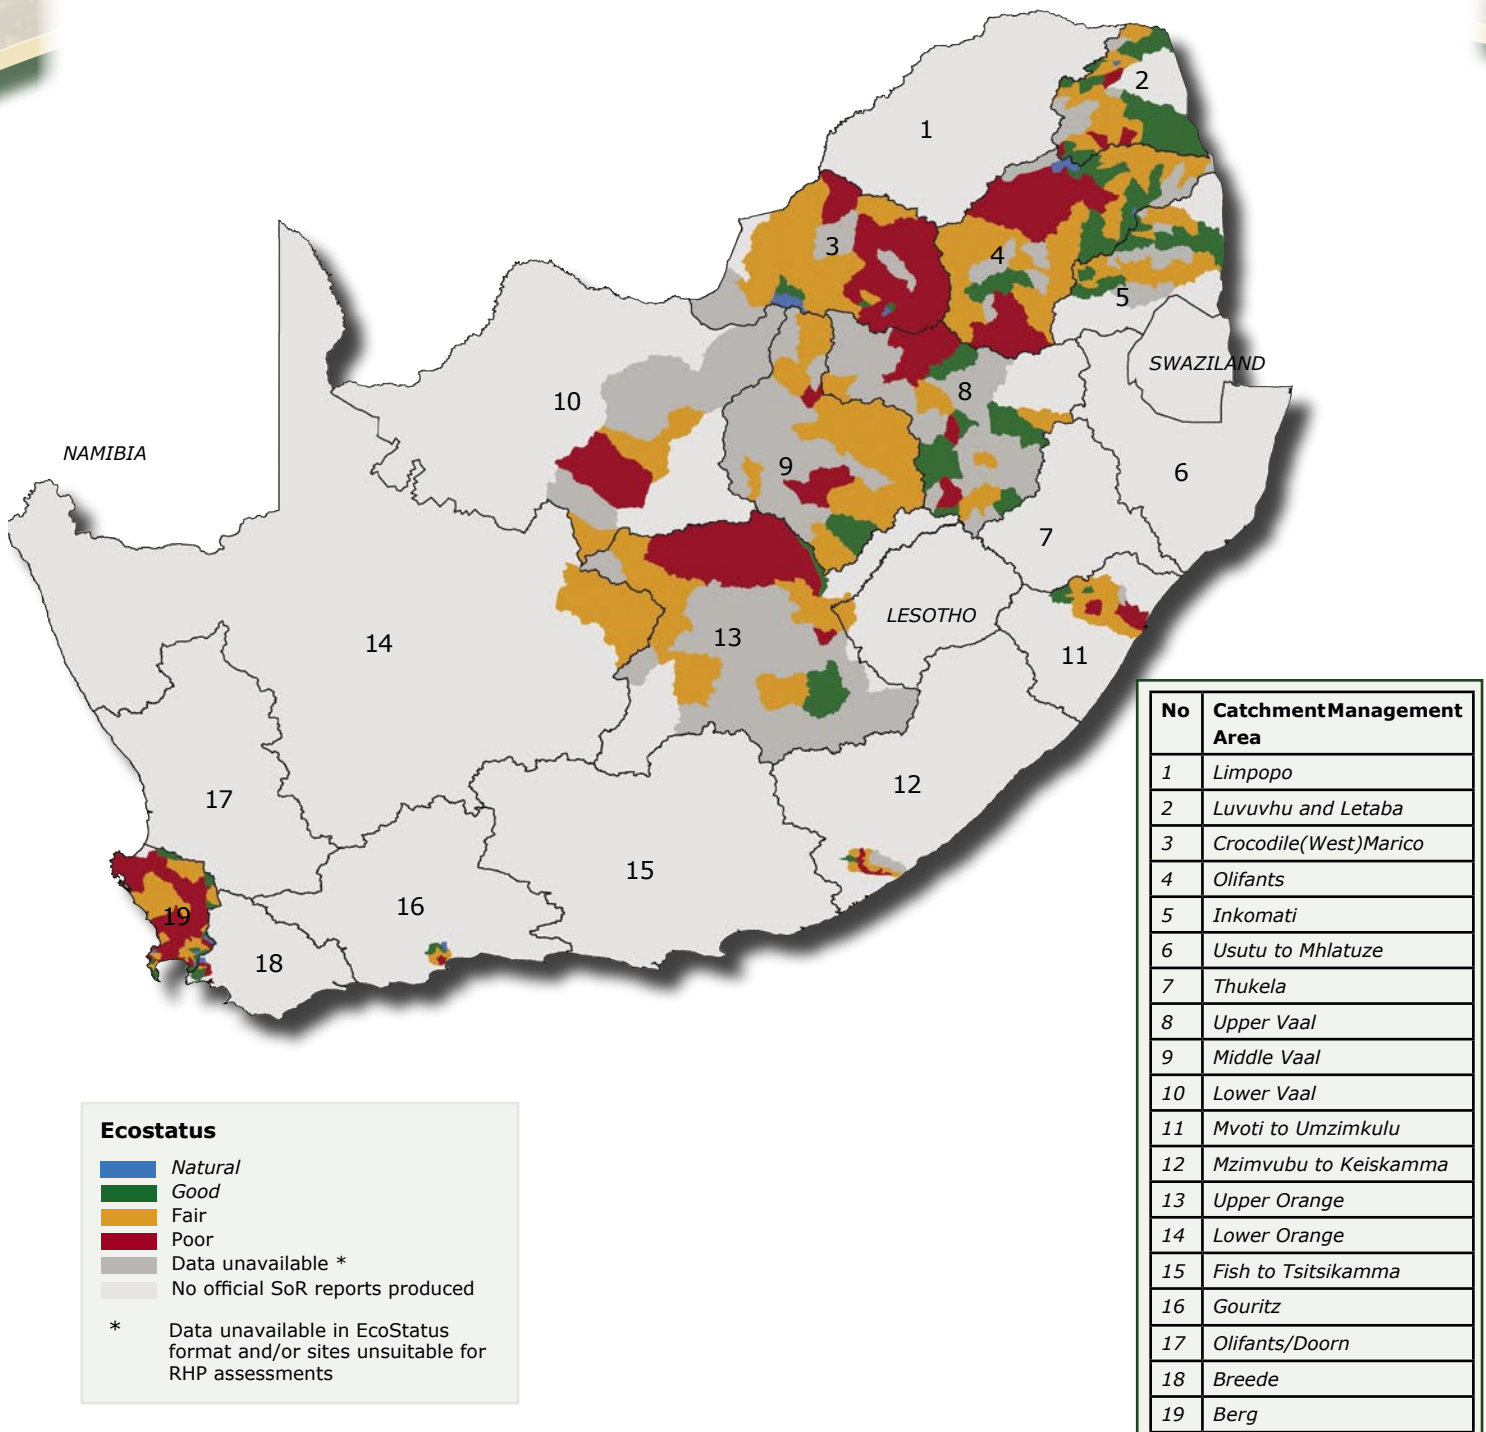 1
2
3
4
5
SWAZILAND
8
10
NAMIBIA
9
6
7
LESOTHO
13
14
11
12
17
15
16
19
18
No CatchmentManagement
Area
1 Limpopo
2 Luvuvhu and Letaba
3 Crocodile(West)Marico
4 Olifants
5 Inkomati
6 Usutu to Mhlatuze
7 Thukela
8 Upper Vaal
9 Middle Vaal
10 Lower Vaal
11 Mvoti to Umzimkulu
12 Mzimvubu to Keiskamma
13 Upper Orange
14 Lower Orange
15 Fish to Tsitsikamma
16 Gouritz
17 Olifants/Doorn
18 Breede
19 Berg
Ecostatus
Natural
Good
Fair
Poor
Data unavailable *
No official SoR reports produced
* Data unavailable in EcoStatus
format and/or sites unsuitable for
RHP assessments